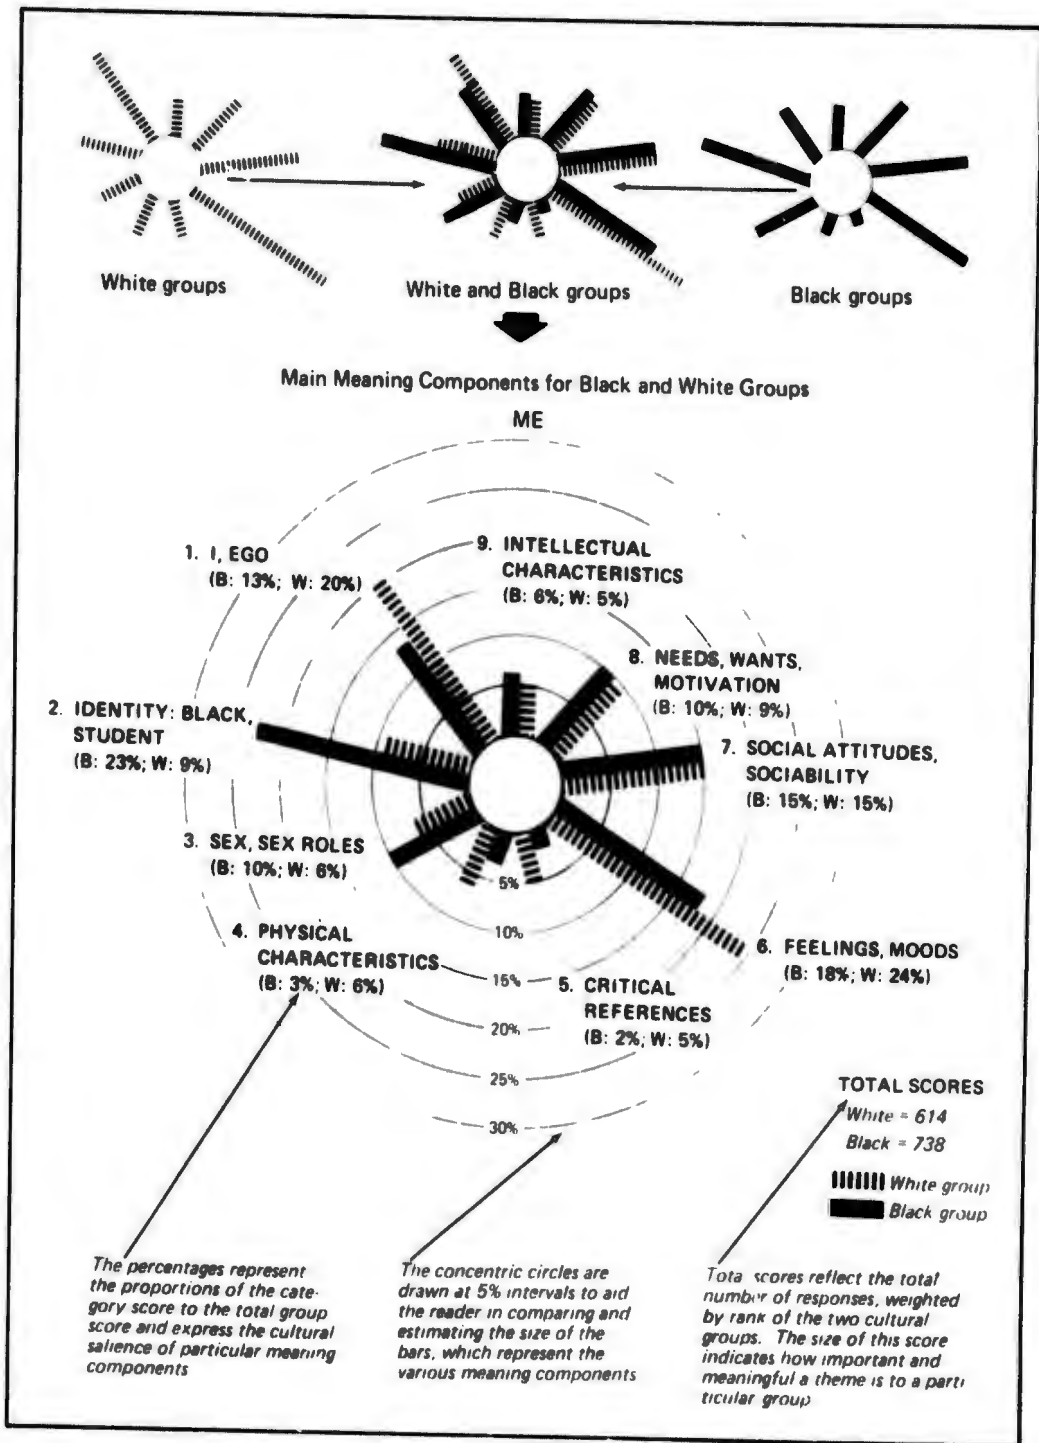 White groups
White and Black groups
Black groups
Main Meaning Components for Black and White Groups
ME
1. I, EGO
(B: 13%; W: 20%)
9. INTELLECTUAL
CHARACTERISTICS
(B: 6%; W: 5%)
8. NEEDS, WANTS,
MOTIVATION
(B: 10%; W: 9%)
2. IDENTITY: BLACK,
STUDENT
(B: 23%; W: 9%)
7. SOCIAL ATTITUDES,
SOCIABILITY
(B: 15%; W: 15%)
3. SEX, SEX ROLES
(B: 10%; W: 6%)
4. PHYSICAL
CHARACTERISTICS
(B: 3%; W: 6%)
5%
10%
15%
20%
25%
30%
5. CRITICAL
REFERENCES
(B: 2%; W: 5%)
6. FEELINGS, MOODS
(B: 18%; W: 24%)
TOTAL SCORES
White = 614
Black = 738
White group
Black group
The percentages represent
the proportions of the cate-
gory score to the total group
score and express the cultural
salience of particular meaning
components
The concentric circles are
drawn at 5% intervals to aid
the reader in comparing and
estimating the size of the
bars, which represent the
various meaning components
Tota scores reflect the total
number of responses, weighted
by rank of the two cultural
groups. The size of this score
indicates how important and
meaningful a theme is to a parti
ticular group